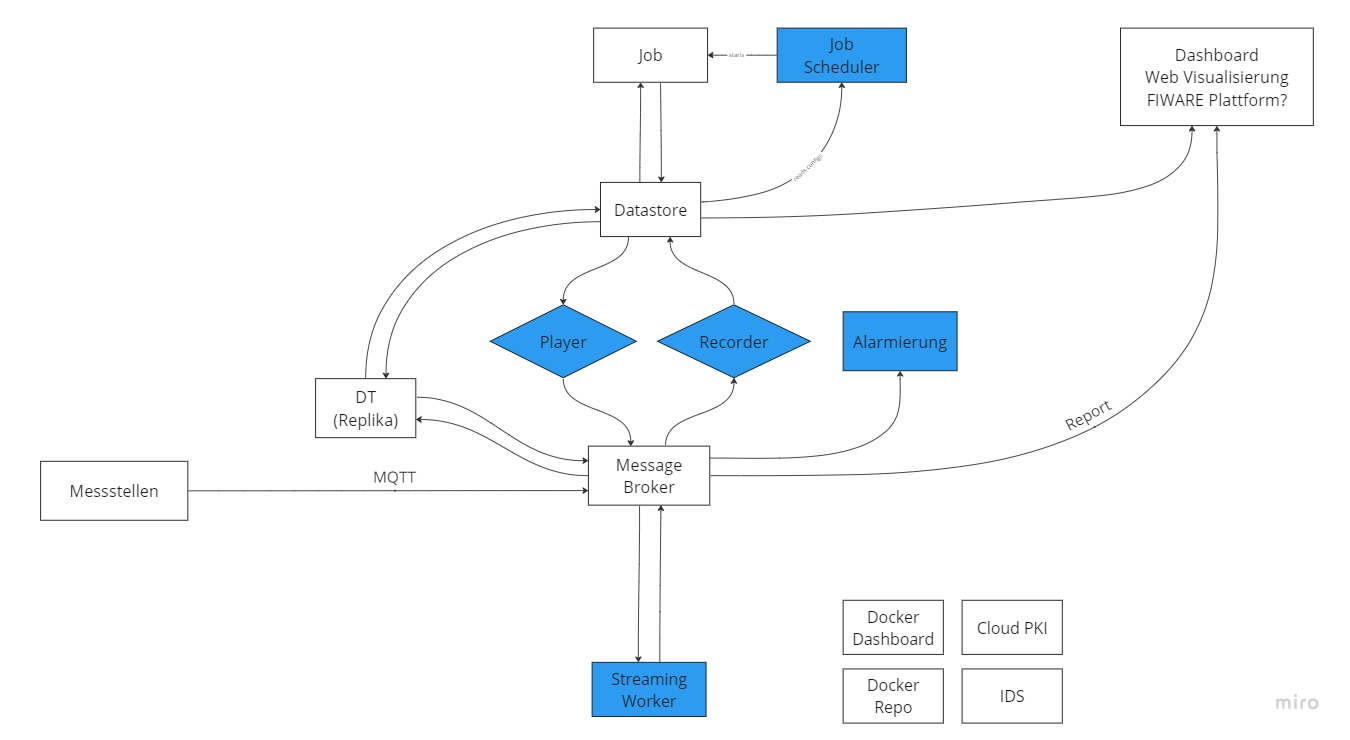 Job
starts
Job
Scheduler
Dashboard
Web Visualisierung
FIWARE Plattform?
reads configs
Datastore
Player
Recorder
Alarmierung
DT
(Replika)
Report
Message
Broker
MQTT
Messstellen
Streaming
Worker
Docker
Dashboard
Cloud PKI
Docker
Repo
IDS
miro